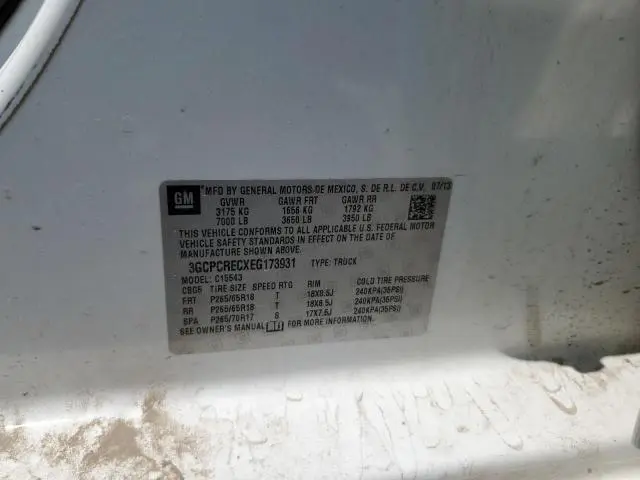 GM MFD BY GENERAL MOTORS DE MEXICO, S. DE R.L. DE C.V. 07/13
GVWR GAWR FRT GAWR RR
3175 KG 1656 KG 1792 KG
7000 LB 3650 LB 3950 LB
THIS VEHICLE CONFORMS TO ALL APPLICABLE U.S. FEDERAL MOTOR
VEHICLE SAFETY STANDARDS IN EFFECT ON THE DATE OF
MANUFACTURE SHOWN ABOVE.
3GCPCRECXEG173931 TYPE: TRUCK
MODEL: C15543
TIRE SIZE SPEED RTG RIM COLD TIRE PRESSURE
FRT P265/65R18 T 18X8.5J 240KPA(35PSI)
RR P265/65R18 T 18X8.5J 240KPA(35PSI)
SPA P265/70R17 S 17X7.5J 240KPA(35PSI)
SEE OWNER'S MANUAL FOR MORE INFORMATION.